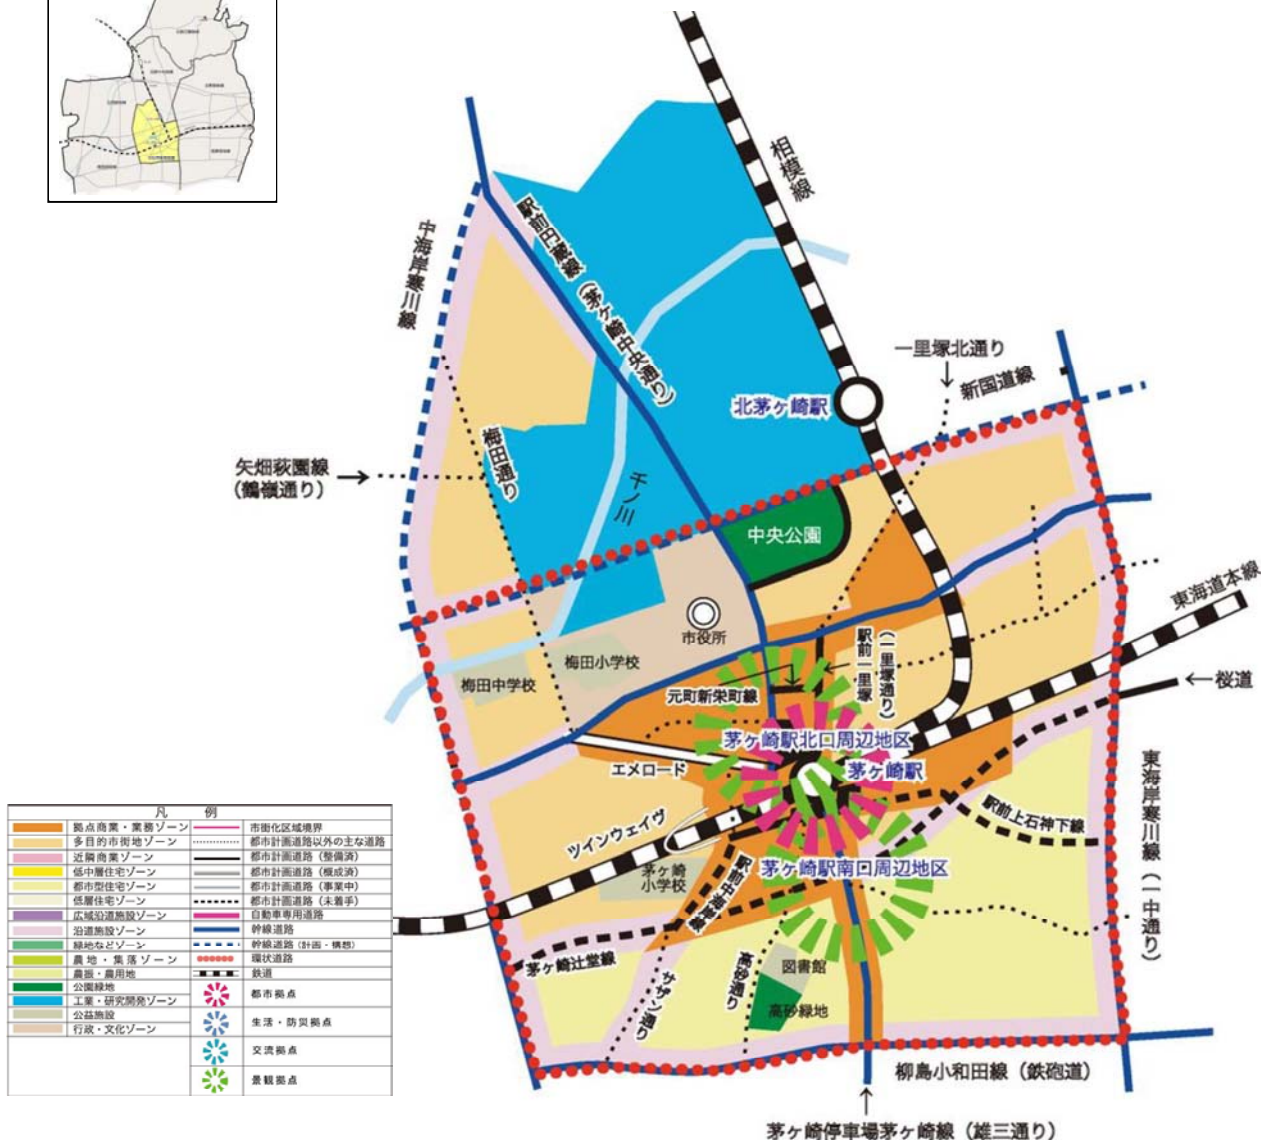 相模線
中海岸寒川線
駅前円蔵線（茅ヶ崎中央通り）
一里塚北通り
新国道線
北茅ヶ崎駅
矢畑萩園線
（鶴嶺通り）
梅田通り
千ノ川
中央公園
東海道本線
市役所
梅田小学校
梅田中学校
駅前一里塚
（一里塚通り）
元町新栄町線
桜道
茅ヶ崎駅北口周辺地区
茅ヶ崎駅
エメロード
東海岸寒川線（一中通り）
駅前上石神下線
ツインウェイヴ
茅ヶ崎
小学校
茅ヶ崎駅南口周辺地区
駅前中海岸線
茅ヶ崎辻堂線
高砂通り
図書館
サザン通り
高砂緑地
柳島小和田線（鉄砲道）
茅ヶ崎停車場茅ヶ崎線（雄三通り）
凡例
拠点商業・業務ゾーン
市街化区域境界
多目的市街地ゾーン
都市計画道路以外の主な道路
近隣商業ゾーン
都市計画道路（整備済）
低中層住宅ゾーン
都市計画道路（概成済）
都市型住宅ゾーン
都市計画道路（事業中）
低層住宅ゾーン
都市計画道路（未着手）
広域沿道施設ゾーン
自動車専用道路
沿道施設ゾーン
幹線道路
緑地などゾーン
幹線道路（計画・構想）
農地・集落ゾーン
環状道路
農振・農用地
鉄道
公園緑地
都市拠点
工業・研究開発ゾーン
公益施設
生活・防災拠点
行政・文化ゾーン
交流拠点
景観拠点